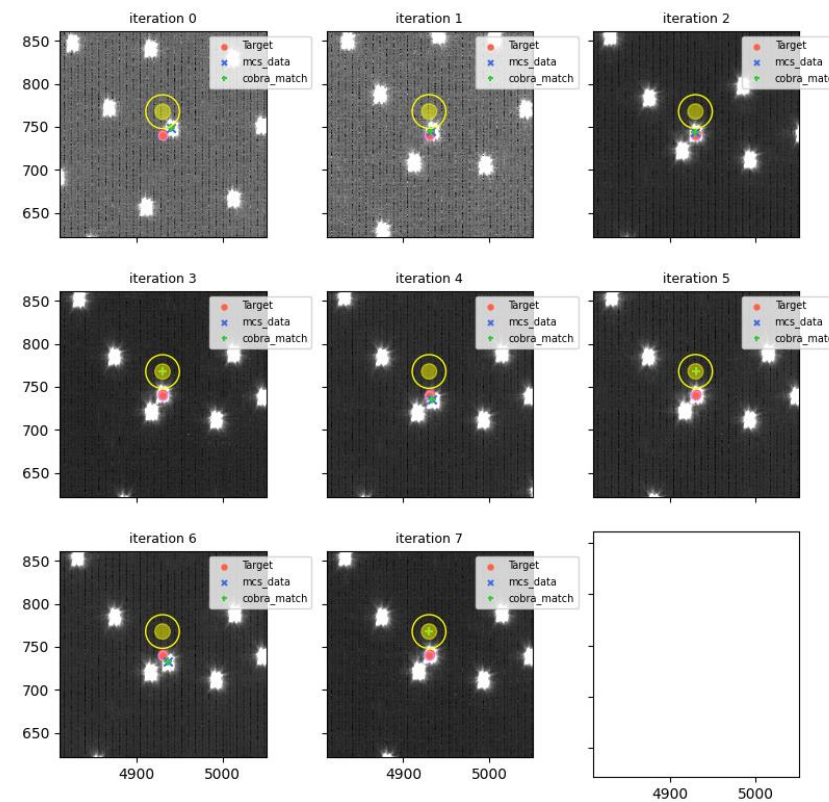 iteration 0
iteration 1
iteration 2
850
800
750
700
650
Target
mcs_data
cobra_match
Target
mcs_data
cobra_match
Target
mcs_data
cobra_mat
iteration 3
iteration 4
iteration 5
850
800
750
700
650
Target
mcs_data
cobra_match
Target
mcs_data
cobra_match
Target
mcs_data
cobra_mat
iteration 6
iteration 7
850
800
750
700
650
Target
mcs_data
cobra_match
Target
mcs_data
cobra_match
4900 5000
4900 5000
4900 5000